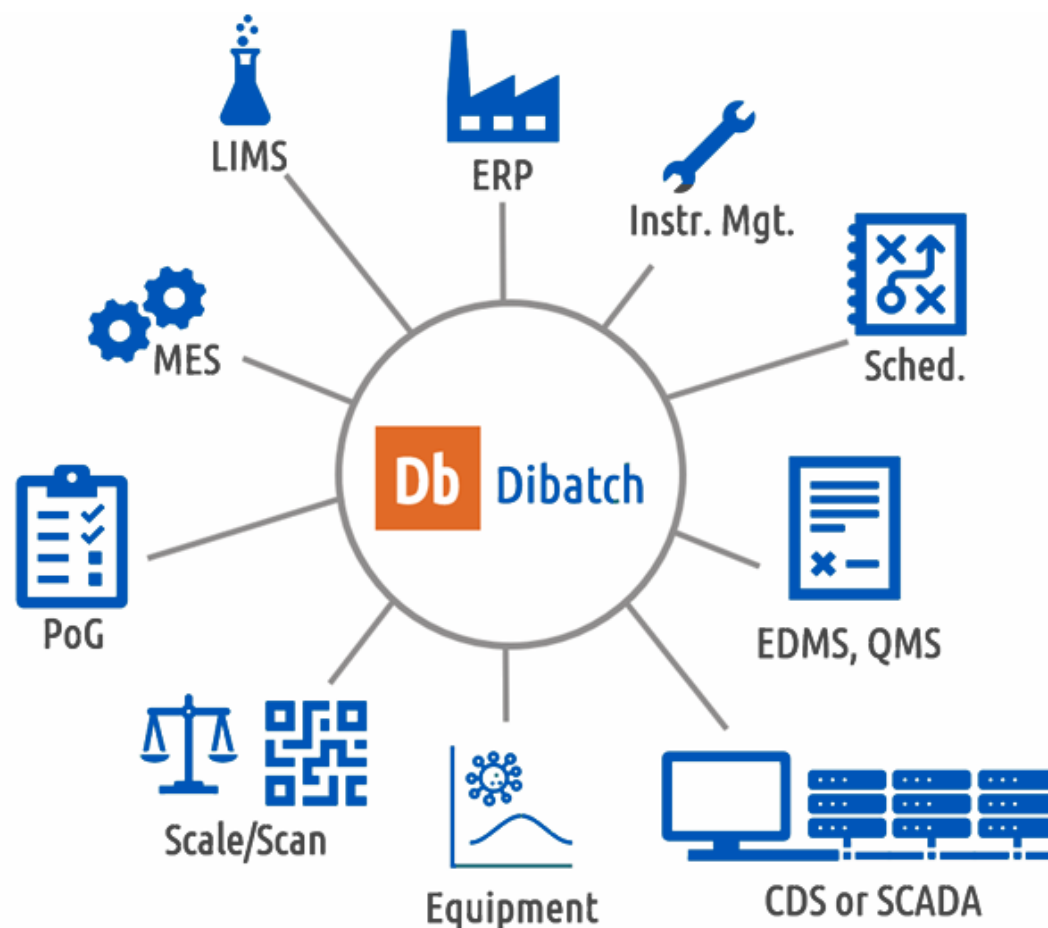 LIMS
ERP
Instr. Mgt.
Sched.
MES
Db Dibatch
PoG
EDMS, QMS
Scale/Scan
Equipment
CDS or SCADA